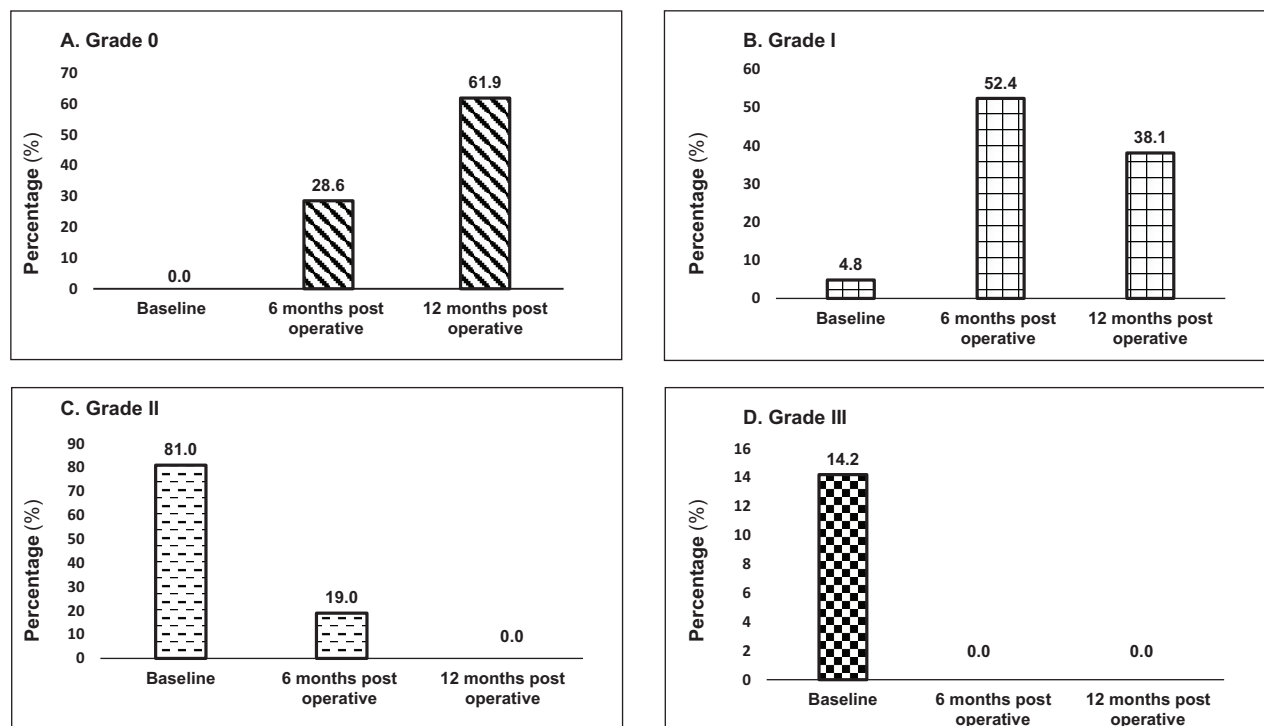 A. Grade 0
Percentage (%)
70
60
50
40
30
20
10
0
0.0
28.6
61.9
Baseline
6 months post
operative
12 months post
operative
B. Grade I
Percentage (%)
60
50
40
30
20
10
0
4.8
52.4
38.1
Baseline
6 months post
operative
12 months post
operative
C. Grade II
Percentage (%)
90
80
70
60
50
40
30
20
10
0
81.0
19.0
0.0
Baseline
6 months post
operative
12 months post
operative
D. Grade III
Percentage (%)
16
14
12
10
8
6
4
2
0
14.2
0.0
0.0
Baseline
6 months post
operative
12 months post
operative